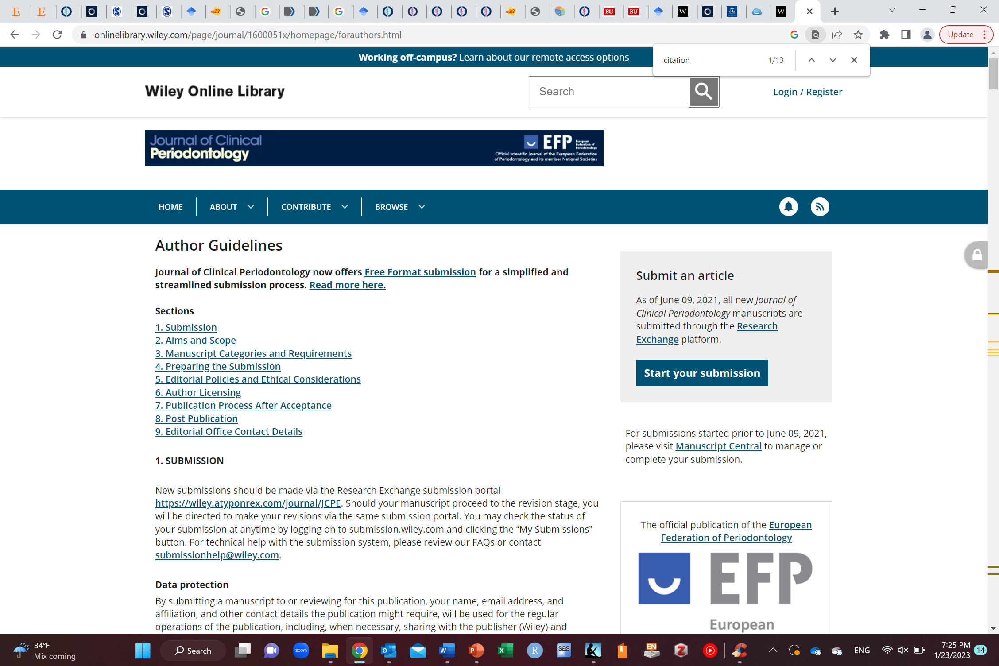 E E BU BU W W
onlinelibrary.wiley.com/page/journal/1600051x/homepage/forauthors.html
Update
citation 1/13
Working off-campus? Learn about our remote access options
Wiley Online Library
Search
Login / Register
Journal of Clinical
Periodontology
EFP European Federation of Periodontology
Official scientific Journal of the European Federation
of Periodontology and its member National Societies
HOME ABOUT CONTRIBUTE BROWSE
Author Guidelines
Journal of Clinical Periodontology now offers Free Format submission for a simplified and
streamlined submission process. Read more here.
Sections
1. Submission
2. Aims and Scope
3. Manuscript Categories and Requirements
4. Preparing the Submission
5. Editorial Policies and Ethical Considerations
6. Author Licensing
7. Publication Process After Acceptance
8. Post Publication
9. Editorial Office Contact Details
1. SUBMISSION
New submissions should be made via the Research Exchange submission portal
https://wiley.atyponrex.com/journal/JCPE. Should your manuscript proceed to the revision stage, you
will be directed to make your revisions via the same submission portal. You may check the status of
your submission at anytime by logging on to submission.wiley.com and clicking the “My Submissions”
button. For technical help with the submission system, please review our FAQs or contact
submissionhelp@wiley.com.
Data protection
By submitting a manuscript to or reviewing for this publication, your name, email address, and
affiliation, and other contact details the publication might require, will be used for the regular
operations of the publication, including, when necessary, sharing with the publisher (Wiley) and
Submit an article
As of June 09, 2021, all new Journal of
Clinical Periodontology manuscripts are
submitted through the Research
Exchange platform.
Start your submission
For submissions started prior to June 09, 2021,
please visit Manuscript Central to manage or
complete your submission.
The official publication of the European
Federation of Periodontology
EFP
European
34°F
Mix coming
Search
zoom
EN
sas
ENG
7:25 PM
1/23/2023
14